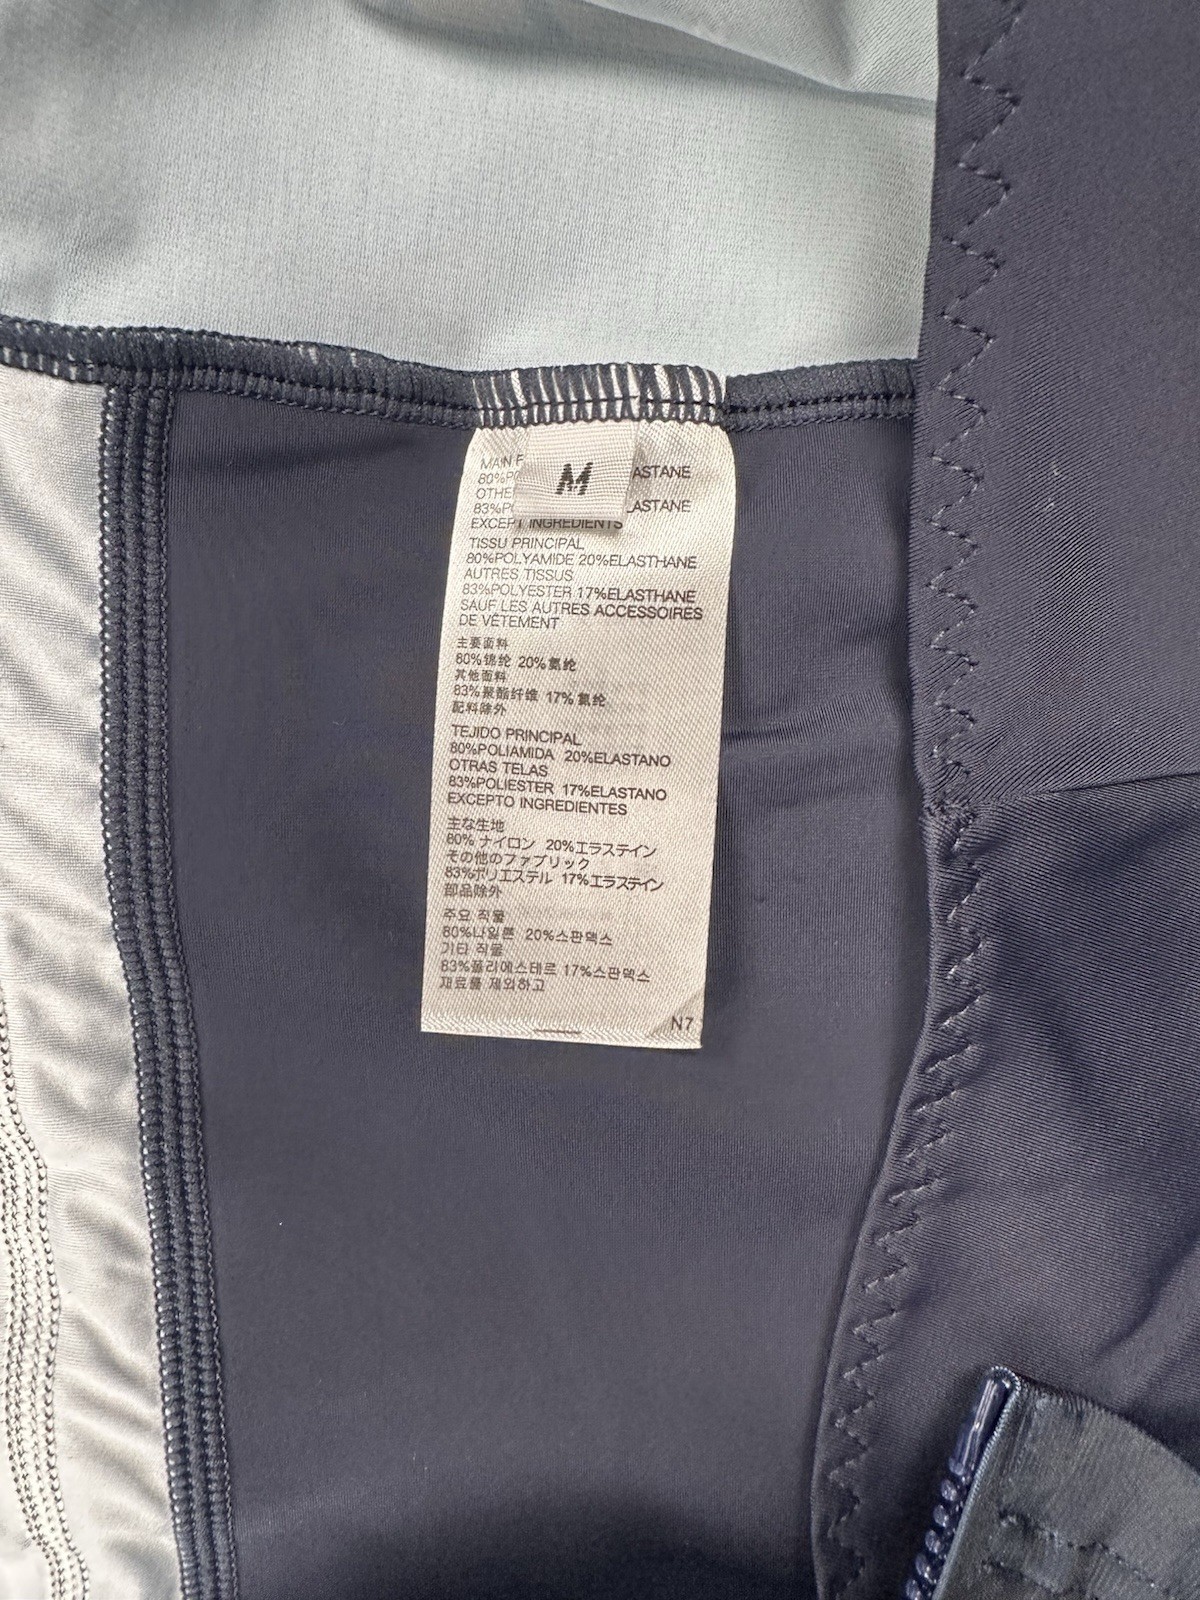 M
MAIN F
80%P ASTANE
OTHE
83%P ASTANE
EXCEPT INGREDIENTS
TISSU PRINCIPAL
80%POLYAMIDE 20%ELASTHANE
AUTRES TISSUS
83%POLYESTER 17%ELASTHANE
SAUF LES AUTRES ACCESSOIRES
DE VÊTEMENT
主要面料
80%锦纶 20%氨纶
其他面料
83%聚酯纤维 17%氨纶
配料除外
TEJIDO PRINCIPAL
80%POLIAMIDA 20%ELASTANO
OTRAS TELAS
83%POLIESTER 17%ELASTANO
EXCEPTO INGREDIENTES
主な生地
80% ナイロン 20%エラステイン
その他のファブリック
83%ポリエステル 17%エラステイン
部品除外
주요 직물
80%나일론 20%스판덱스
기타 직물
83%폴리에스테르 17%스판덱스
재료를 제외하고
N7